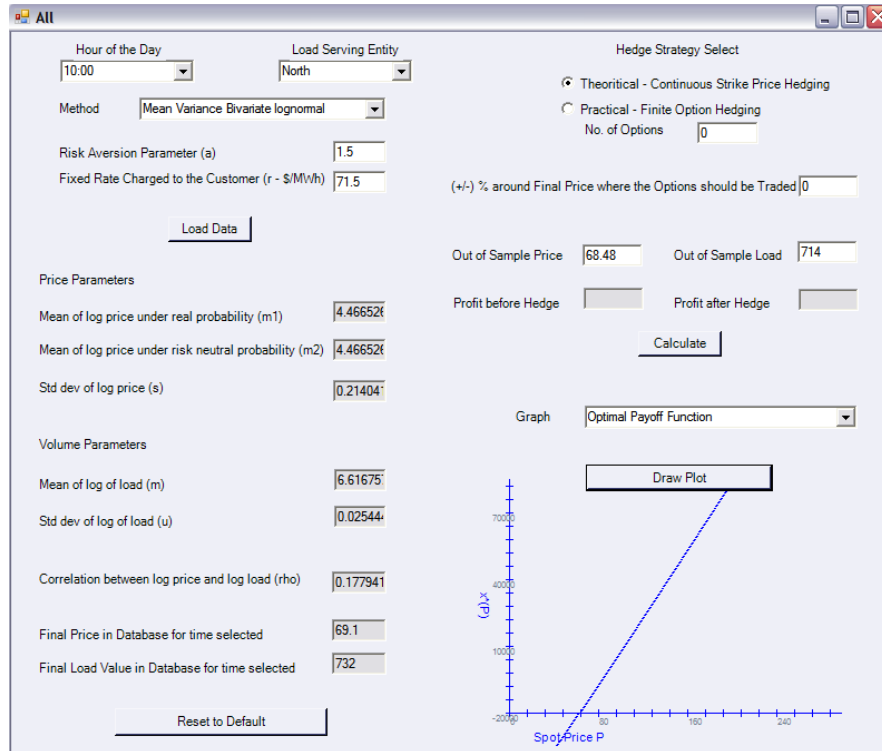 All
Hour of the Day
10:00
Load Serving Entity
North
Method
Mean Variance Bivariate lognormal
Risk Aversion Parameter (a)
1.5
Fixed Rate Charged to the Customer (r - $/MWh)
71.5
Load Data
Price Parameters
Mean of log price under real probability (m1)
4.466526
Mean of log price under risk neutral probability (m2)
4.466526
Std dev of log price (s)
0.214041
Volume Parameters
Mean of log of load (m)
6.61675
Std dev of log of load (u)
0.02544
Correlation between log price and log load (rho)
0.177941
Final Price in Database for time selected
69.1
Final Load Value in Database for time selected
732
Reset to Default
Hedge Strategy Select
Theoritical - Continuous Strike Price Hedging
Practical - Finite Option Hedging
No. of Options
0
(+/-) % around Final Price where the Options should be Traded
0
Out of Sample Price
68.48
Out of Sample Load
714
Profit before Hedge
Profit after Hedge
Calculate
Graph
Optimal Payoff Function
Draw Plot
70000
40000
x*(P)
10000
-20000
0
80
160
240
Spot Price P